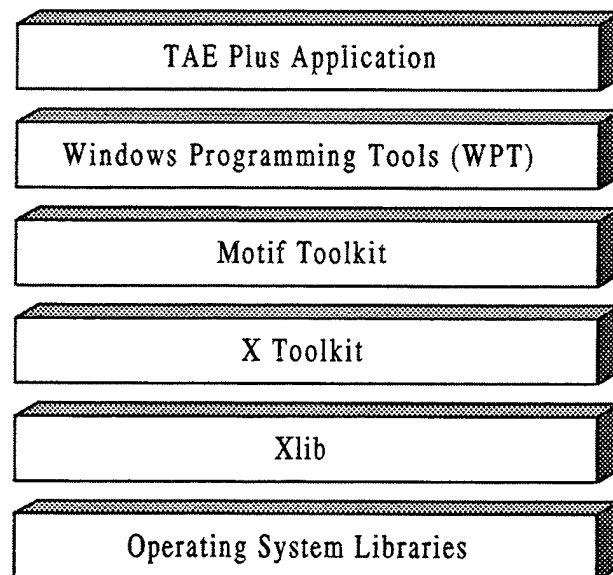 TAE Plus Application
Windows Programming Tools (WPT)
Motif Toolkit
X Toolkit
Xlib
Operating System Libraries